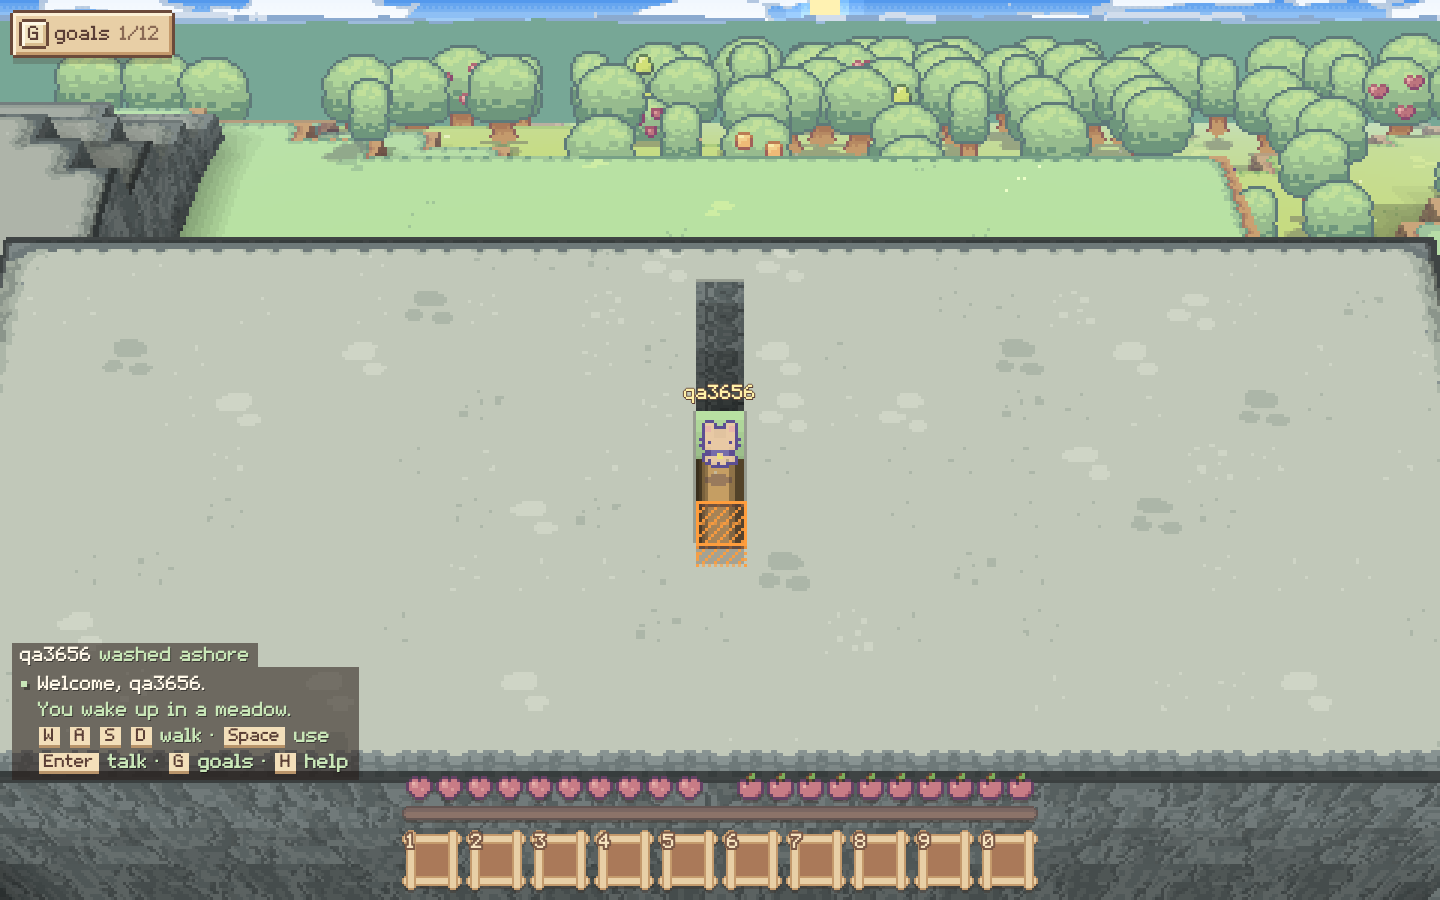 G goals 1/12
qa3656
qa3656 washed ashore
Welcome, qa3656.
You wake up in a meadow.
W A S D walk · Space use
Enter talk · G goals · H help
1 2 3 4 5 6 7 8 9 0